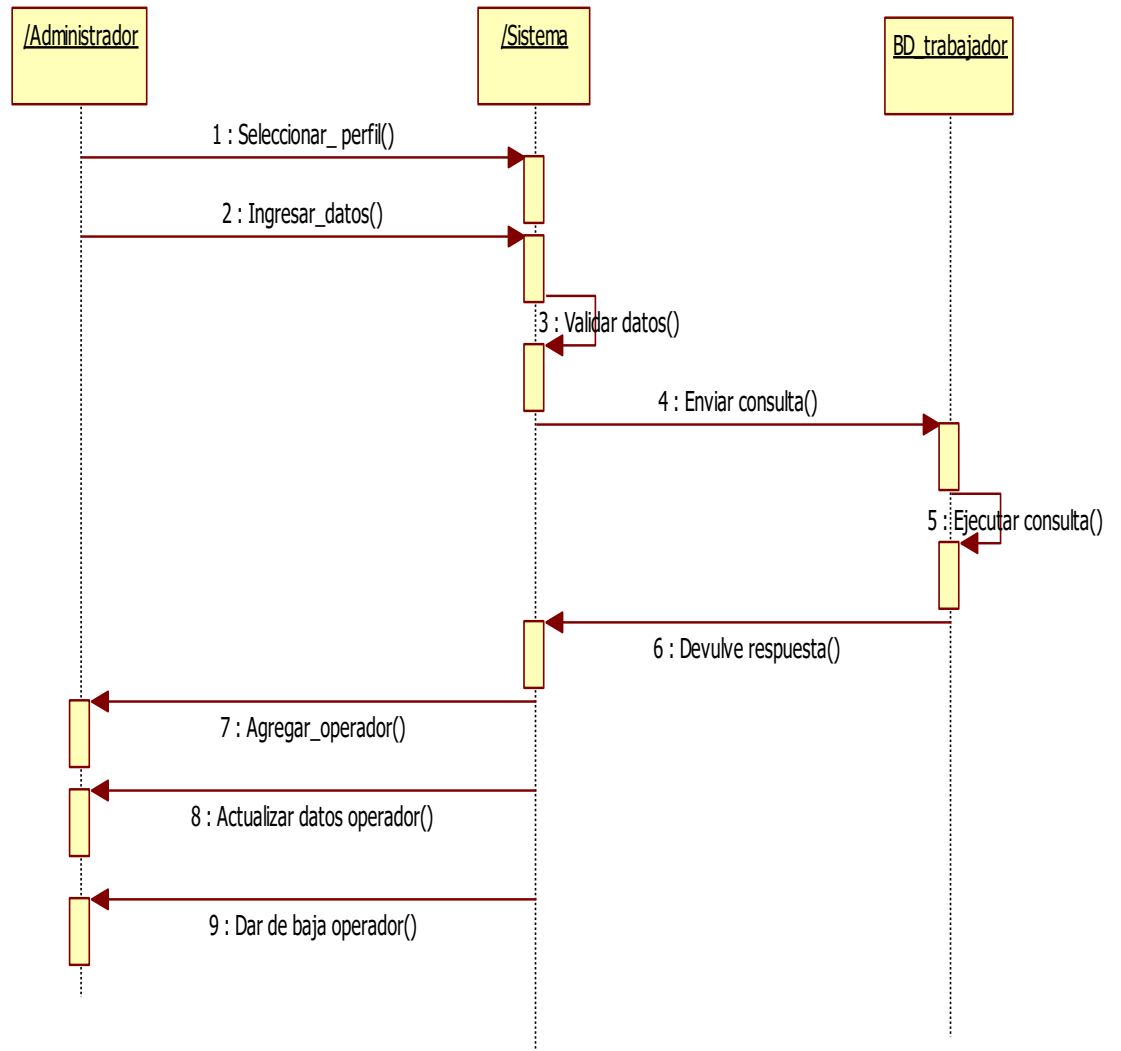 /Administrador
/Sistema
BD_trabajador
1 : Seleccionar_ perfil()
2 : Ingresar_datos()
3 : Validar datos()
4 : Enviar consulta()
5 : Ejecutar consulta()
6 : Devulve respuesta()
7 : Agregar_operador()
8 : Actualizar datos operador()
9 : Dar de baja operador()